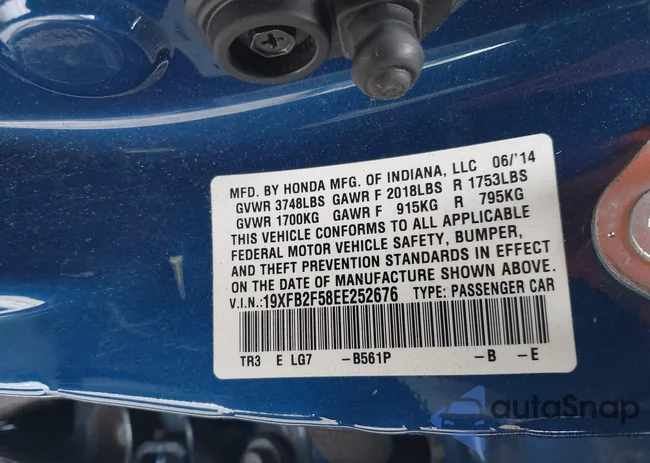 MFD. BY HONDA MFG. OF INDIANA, LLC 06/'14
GVWR 3748LBS GAWR F 2018LBS R 1753LBS
GVWR 1700KG GAWR F 915KG R 795KG
THIS VEHICLE CONFORMS TO ALL APPLICABLE
FEDERAL MOTOR VEHICLE SAFETY, BUMPER,
AND THEFT PREVENTION STANDARDS IN EFFECT
ON THE DATE OF MANUFACTURE SHOWN ABOVE.
V.I.N.:19XFB2F58EE252676 TYPE: PASSENGER CAR
TR3 E LG7 -B561P -B -E
autaSnap